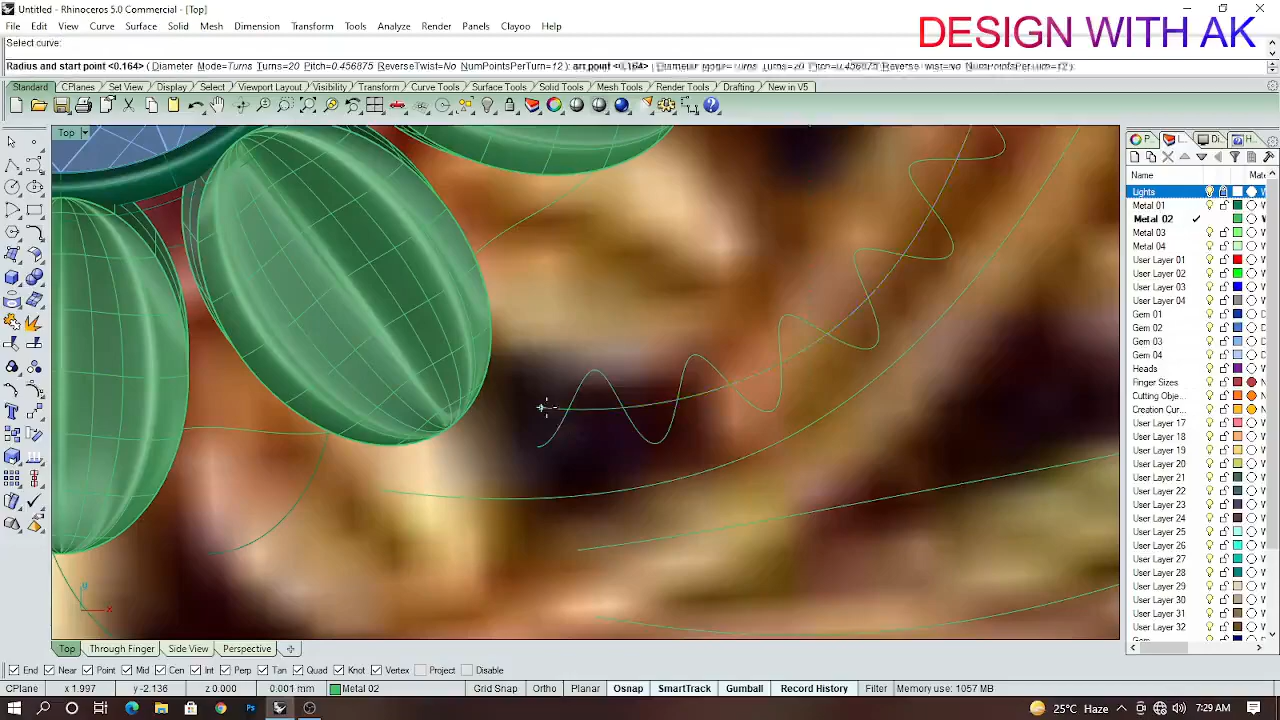 Untitled - Rhinoceros 5.0 Commercial - [Top]
DESIGN WITH AK
File Edit View Curve Surface Solid Mesh Dimension Transform Tools Analyze Render Panels Clayoo Help
Select curve:
Radius and start point <0.164> ( Diameter Mode=Turns Turns=20 Pitch=0.456875 ReverseTwist=No NumPointsPerTurn=12 ):
Standard CPlanes Set View Display Select Viewport Layout Visibility Transform Curve Tools Surface Tools Solid Tools Mesh Tools Render Tools Drafting New in V5
Top
Name
Lights
Metal 01
Metal 02
Metal 03
Metal 04
User Layer 01
User Layer 02
User Layer 03
User Layer 04
Gem 01
Gem 02
Gem 03
Gem 04
Heads
Finger Sizes
Cutting Obje...
Creation Cur...
User Layer 17
User Layer 18
User Layer 19
User Layer 20
User Layer 21
User Layer 22
User Layer 23
User Layer 24
User Layer 25
User Layer 26
User Layer 27
User Layer 28
User Layer 29
User Layer 30
User Layer 31
User Layer 32
Top Through Finger Side View Perspective
End Near Point Mid Cen Int Perp Tan Quad Knot Vertex Project Disable
CPlane x 1.997 y -2.136 z 0.000 0.001 mm Metal 02 Grid Snap Ortho Planar Osnap SmartTrack Gumball Record History Filter Memory use: 1057 MB
25°C Haze 7:29 AM